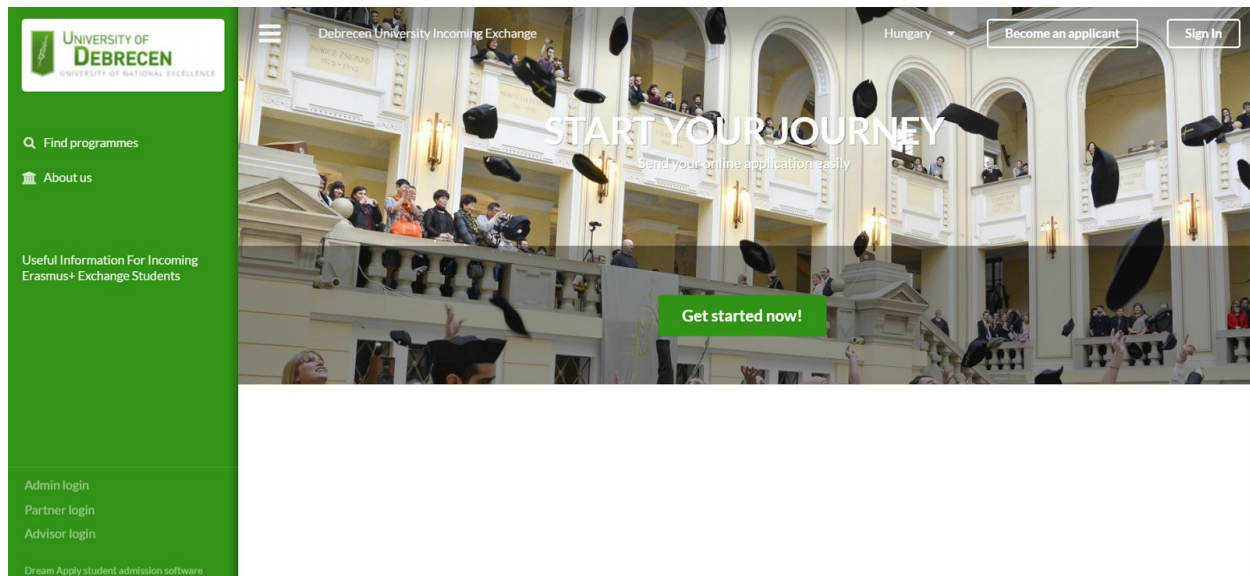 UNIVERSITY OF
DEBRECEN
UNIVERSITY OF NATIONAL EXCELLENCE
Find programmes
About us
Useful Information For Incoming
Erasmus+ Exchange Students
Admin login
Partner login
Advisor login
Dream Apply student admission software
Debrecen University Incoming Exchange
Hungary
Become an applicant
Sign In
START YOUR JOURNEY
Send your online application easily
Get started now!